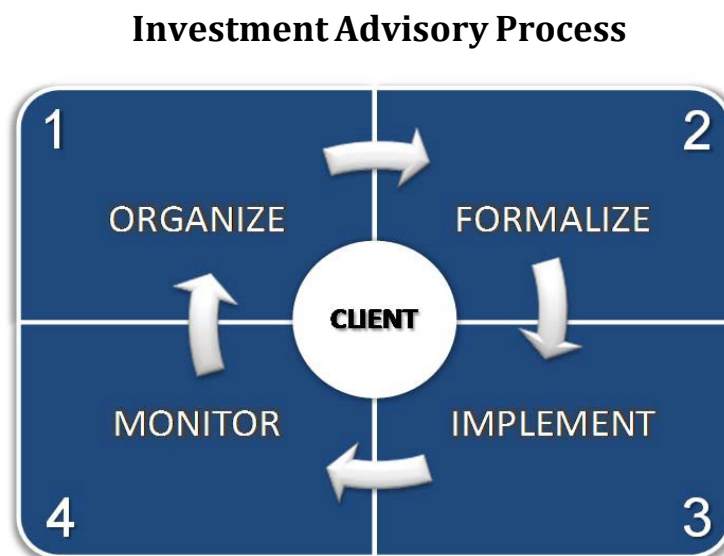 Investment Advisory Process
1
2
ORGANIZE
FORMALIZE
CLIENT
MONITOR
IMPLEMENT
4
3